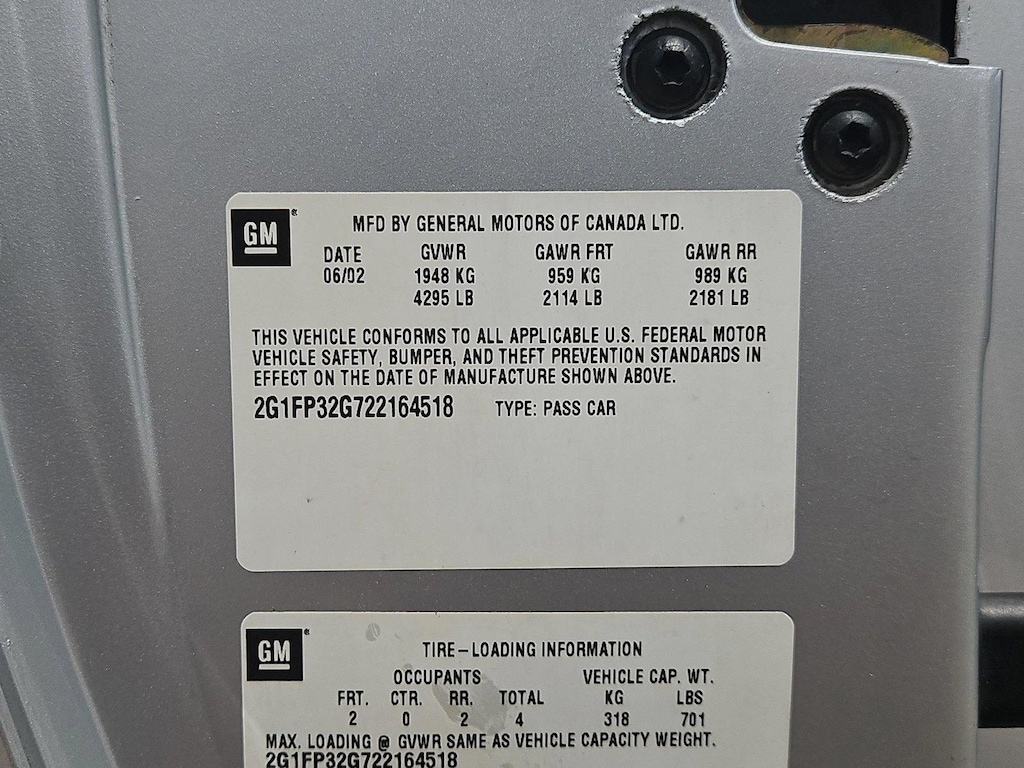 GM®
MFD BY GENERAL MOTORS OF CANADA LTD.
DATE GVWR GAWR FRT GAWR RR
06/02 1948 KG 959 KG 989 KG
4295 LB 2114 LB 2181 LB
THIS VEHICLE CONFORMS TO ALL APPLICABLE U.S. FEDERAL MOTOR
VEHICLE SAFETY, BUMPER, AND THEFT PREVENTION STANDARDS IN
EFFECT ON THE DATE OF MANUFACTURE SHOWN ABOVE.
2G1FP32G722164518 TYPE: PASS CAR
GM®
TIRE-LOADING INFORMATION
OCCUPANTS VEHICLE CAP. WT.
FRT. CTR. RR. TOTAL KG LBS
2 0 2 4 318 701
MAX. LOADING @ GVWR SAME AS VEHICLE CAPACITY WEIGHT.
2G1FP32G722164518